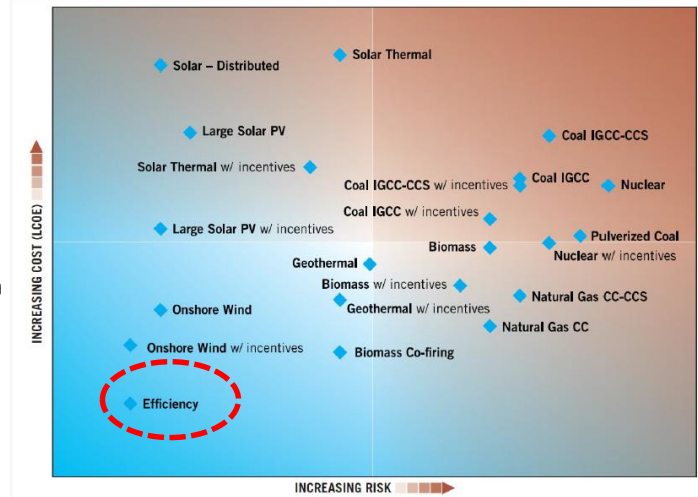 Solar Thermal
Solar – Distributed
Large Solar PV
Coal IGCC-CCS
Solar Thermal w/ incentives
Coal IGCC
Coal IGCC-CCS w/ incentives
Nuclear
Coal IGCC w/ incentives
Large Solar PV w/ incentives
Pulverized Coal
Biomass
Nuclear w/ incentives
Geothermal
Biomass w/ incentives
Natural Gas CC-CCS
Geothermal w/ incentives
Onshore Wind
Natural Gas CC
Onshore Wind w/ incentives
Biomass Co-firing
Efficiency
INCREASING COST (LCOE)
INCREASING RISK